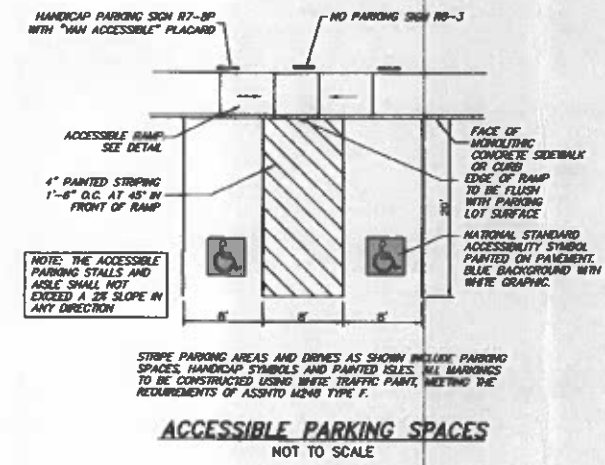 HANDICAP PARKING SIGN R7-8P
WITH "VAN ACCESSIBLE" PLACARD
NO PARKING SIGN R8-3
ACCESSIBLE RAMP
SEE DETAIL
4" PAINTED STRIPING
1'-6" O.C. AT 45° IN
FRONT OF RAMP
FACE OF
MONOLITHIC
CONCRETE SIDEWALK
OR CURB
EDGE OF RAMP
TO BE FLUSH
WITH PARKING
LOT SURFACE
20'
NATIONAL STANDARD
ACCESSIBILITY SYMBOL
PAINTED ON PAVEMENT.
BLUE BACKGROUND WITH
WHITE GRAPHIC.
NOTE: THE ACCESSIBLE
PARKING STALLS AND
AISLE SHALL NOT
EXCEED A 2% SLOPE IN
ANY DIRECTION
8' 8' 8'
STRIPE PARKING AREAS AND DRIVES AS SHOWN INCLUDE PARKING
SPACES, HANDICAP SYMBOLS AND PAINTED ISLES. ALL MARKINGS
TO BE CONSTRUCTED USING WHITE TRAFFIC PAINT, MEETING THE
REQUIREMENTS OF ASSHTO M248 TYPE F.
ACCESSIBLE PARKING SPACES
NOT TO SCALE